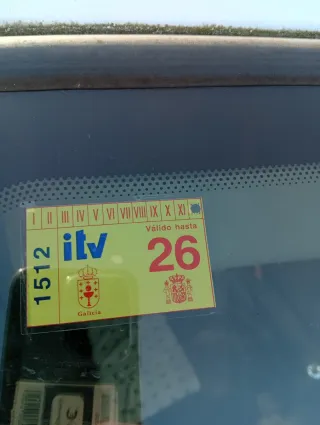 I II III IV V VI VII VIII IX X XI
Válido hasta
1512 itv 26
Galicia